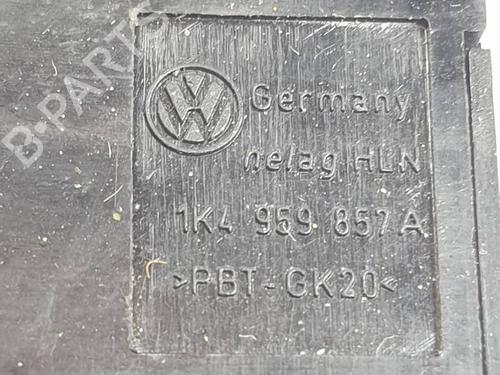 B-PARTS
Germany
nelag HLN
1K4 959 857 A
>PBT-GK20<